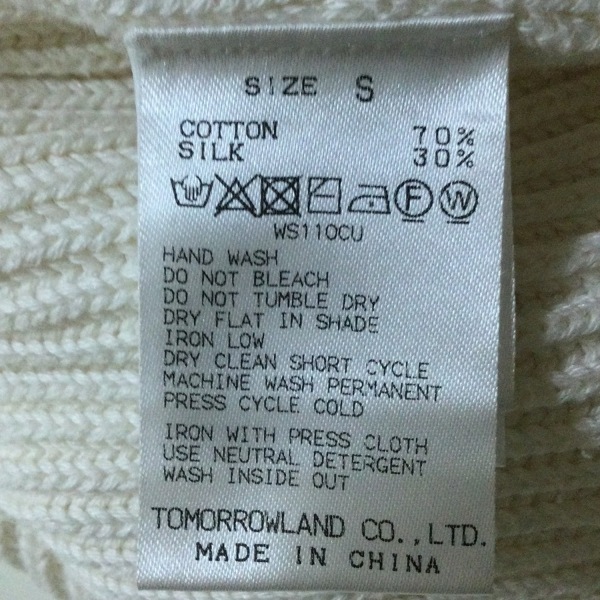 SIZE S
COTTON 70%
SILK 30%
F W
WS110CU
HAND WASH
DO NOT BLEACH
DO NOT TUMBLE DRY
DRY FLAT IN SHADE
IRON LOW
DRY CLEAN SHORT CYCLE
MACHINE WASH PERMANENT
PRESS CYCLE COLD
IRON WITH PRESS CLOTH
USE NEUTRAL DETERGENT
WASH INSIDE OUT
TOMORROWLAND CO.,LTD.
MADE IN CHINA